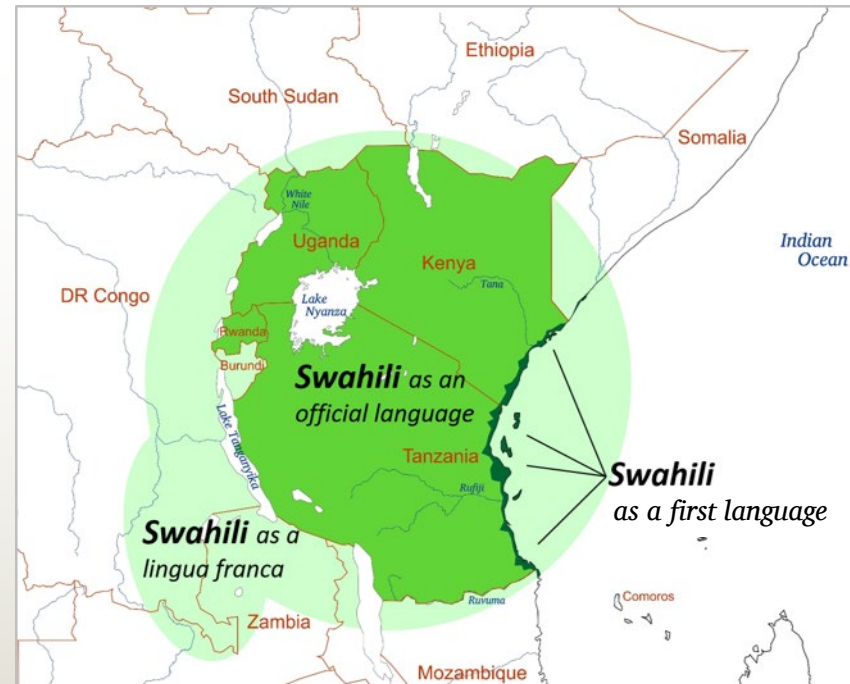 Ethiopia
South Sudan
Somalia
White
Nile
Uganda
Indian
Ocean
Kenya
Tana
DR Congo
Lake
Nyanza
Rwanda
Burundi
Swahili as an
official language
Lake Tanganyika
Tanzania
Swahili
as a first language
Rufiji
Swahili as a
lingua franca
Ruvuma
Comoros
Zambia
Mozambique